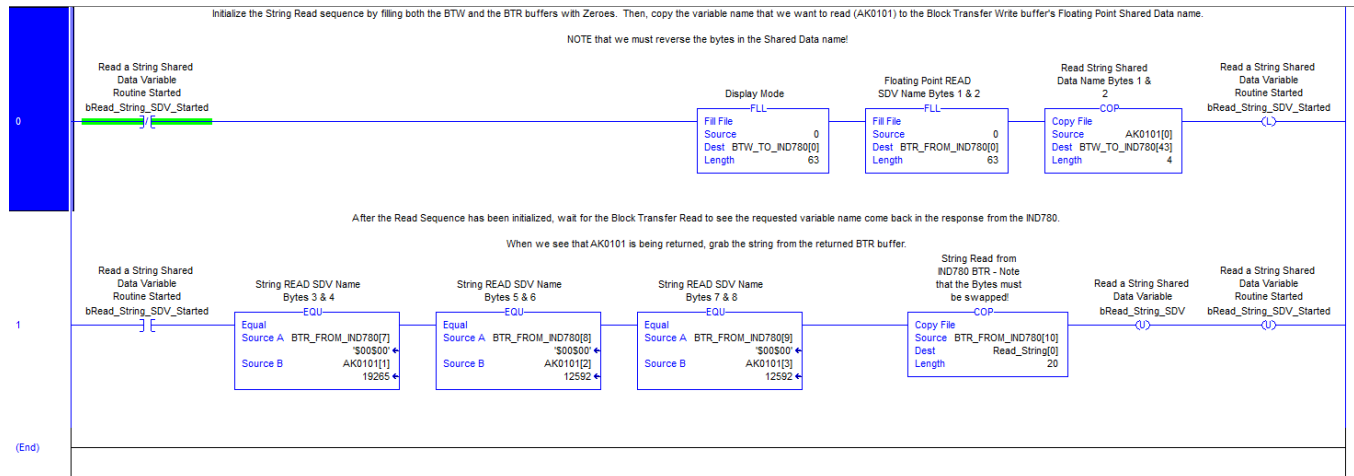 Initialize the String Read sequence by filling both the BTW and the BTR buffers with Zeroes. Then, copy the variable name that we want to read (AK0101) to the Block Transfer Write buffer's Floating Point Shared Data name.
NOTE that we must reverse the bytes in the Shared Data name!
Read a String Shared
Data Variable
Routine Started
bRead_String_SDV_Started
0
Display Mode
FLL
Fill File
Source 0
Dest BTW_TO_IND780[0]
Length 63
Floating Point READ
SDV Name Bytes 1 & 2
FLL
Fill File
Source 0
Dest BTR_FROM_IND780[0]
Length 63
Read String Shared
Data Name Bytes 1 &
2
COP
Copy File
Source AK0101[0]
Dest BTW_TO_IND780[43]
Length 4
Read a String Shared
Data Variable
Routine Started
bRead_String_SDV_Started
L
After the Read Sequence has been initialized, wait for the Block Transfer Read to see the requested variable name come back in the response from the IND780.
When we see that AK0101 is being returned, grab the string from the returned BTR buffer.
Read a String Shared
Data Variable
Routine Started
bRead_String_SDV_Started
1
String READ SDV Name
Bytes 3 & 4
EQU
Equal
Source A BTR_FROM_IND780[7]
'$00$00'
Source B AK0101[1]
19265
String READ SDV Name
Bytes 5 & 6
EQU
Equal
Source A BTR_FROM_IND780[8]
'$00$00'
Source B AK0101[2]
12592
String READ SDV Name
Bytes 7 & 8
EQU
Equal
Source A BTR_FROM_IND780[9]
'$00$00'
Source B AK0101[3]
12592
String Read from
IND780 BTR - Note
that the Bytes must
be swapped!
COP
Copy File
Source BTR_FROM_IND780[10]
Dest Read_String[0]
Length 20
Read a String Shared
Data Variable
bRead_String_SDV
U
Read a String Shared
Data Variable
Routine Started
bRead_String_SDV_Started
U
(End)